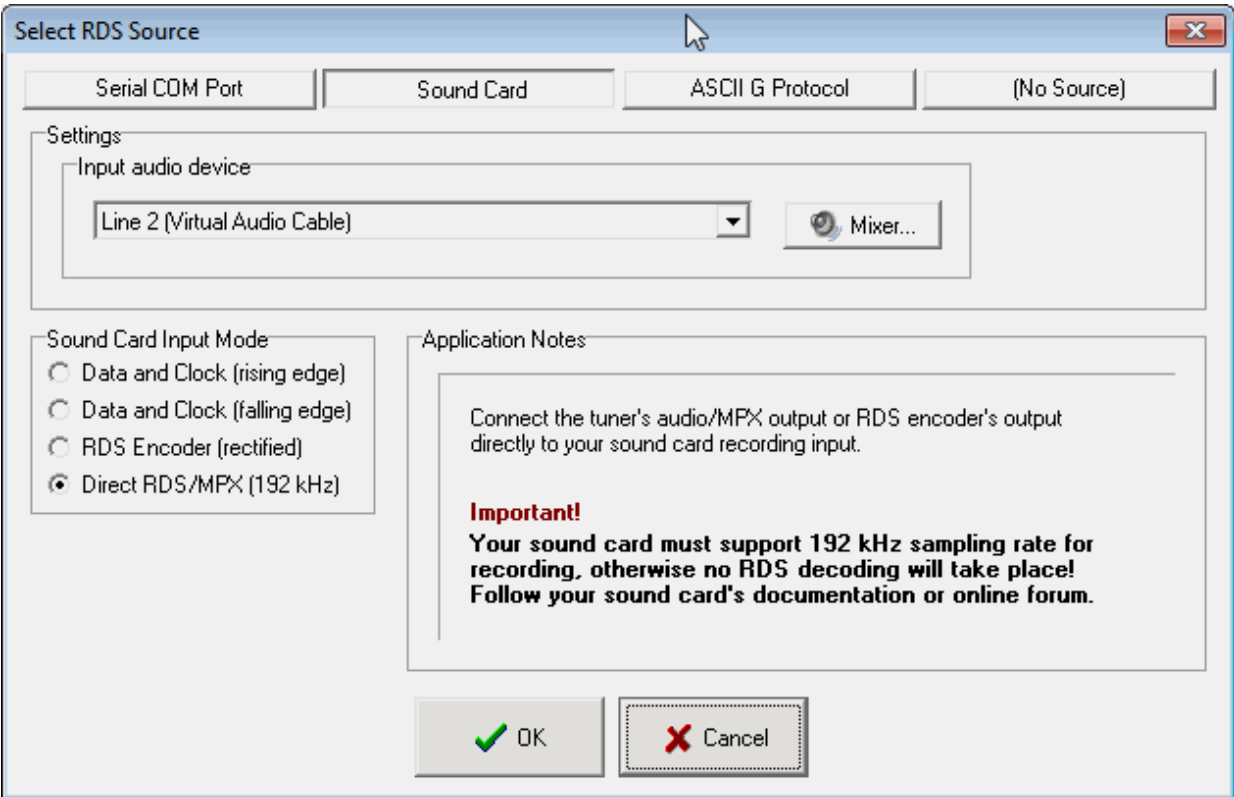 Select RDS Source
Serial COM Port
Sound Card
ASCII G Protocol
(No Source)
Settings
Input audio device
Line 2 (Virtual Audio Cable)
Mixer...
Sound Card Input Mode
Data and Clock (rising edge)
Data and Clock (falling edge)
RDS Encoder (rectified)
Direct RDS/MPX (192 kHz)
Application Notes
Connect the tuner's audio/MPX output or RDS encoder's output
directly to your sound card recording input.
Important!
Your sound card must support 192 kHz sampling rate for
recording, otherwise no RDS decoding will take place!
Follow your sound card's documentation or online forum.
OK
Cancel